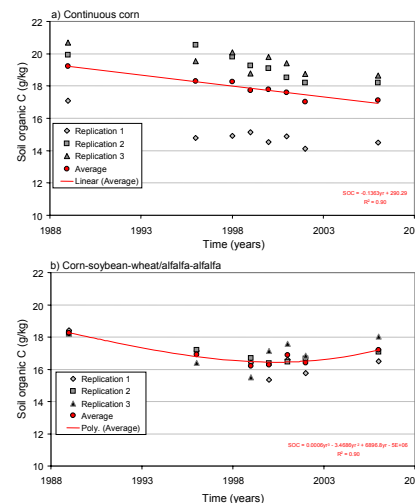 a) Continuous corn
Soil organic C (g/kg)
22
20
18
16
14
12
10
Replication 1
Replication 2
Replication 3
Average
Linear (Average)
SOC = -0.1363yr + 290.29
R² = 0.90
1988
1993
1998
2003
20
Time (years)
b) Corn-soybean-wheat/alfalfa-alfalfa
Soil organic C (g/kg)
22
20
18
16
14
12
10
Replication 1
Replication 2
Replication 3
Average
Poly. (Average)
R² = 0.90
1988
1993
1998
2003
20
Time (years)